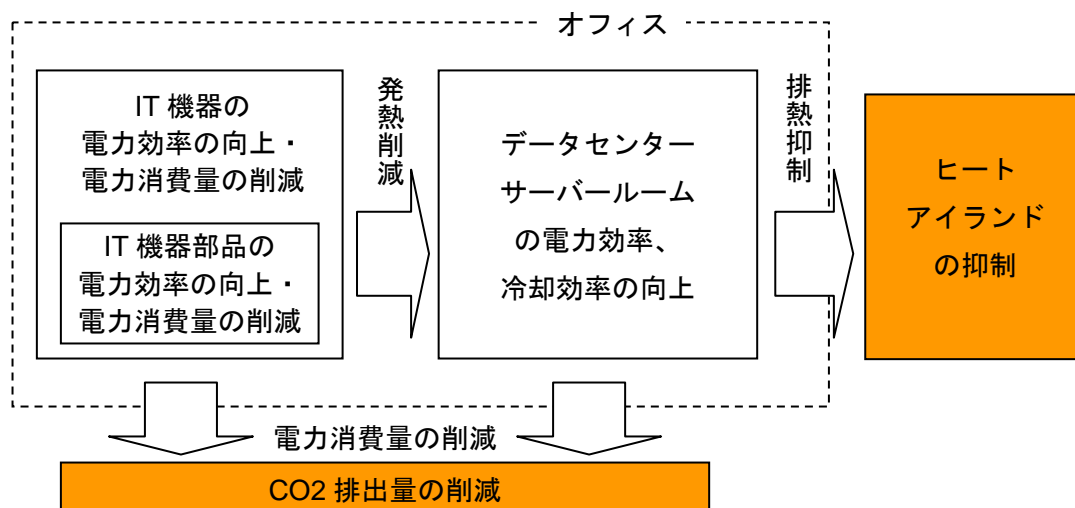 オフィス
IT 機器の
電力効率の向上・
電力消費量の削減
IT 機器部品の
電力効率の向上・
電力消費量の削減
発熱削減
データセンター
サーバールーム
の電力効率、
冷却効率の向上
排熱抑制
ヒート
アイランド
の抑制
電力消費量の削減
CO2 排出量の削減